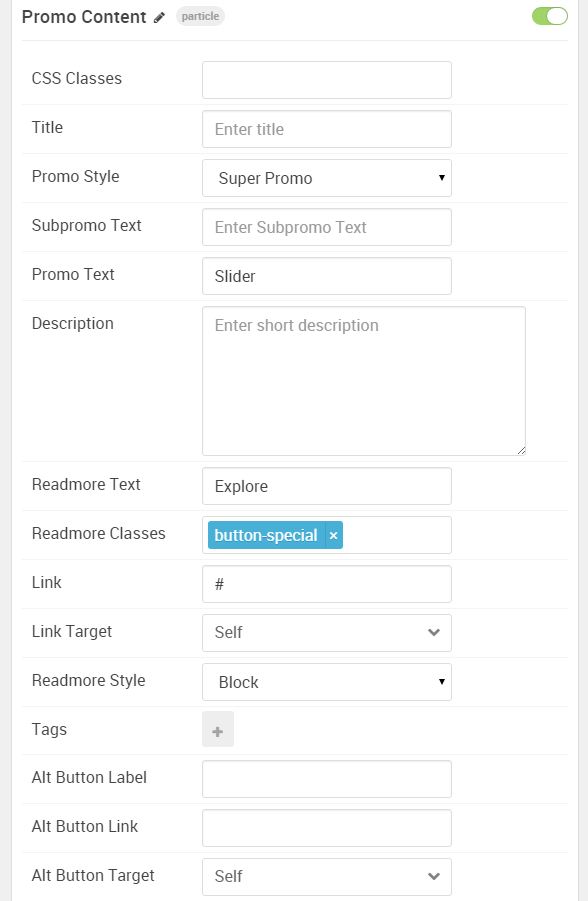 Promo Content particle
CSS Classes
Title Enter title
Promo Style Super Promo
Subpromo Text Enter Subpromo Text
Promo Text Slider
Description Enter short description
Readmore Text Explore
Readmore Classes button-special ×
Link #
Link Target Self
Readmore Style Block
Tags +
Alt Button Label
Alt Button Link
Alt Button Target Self